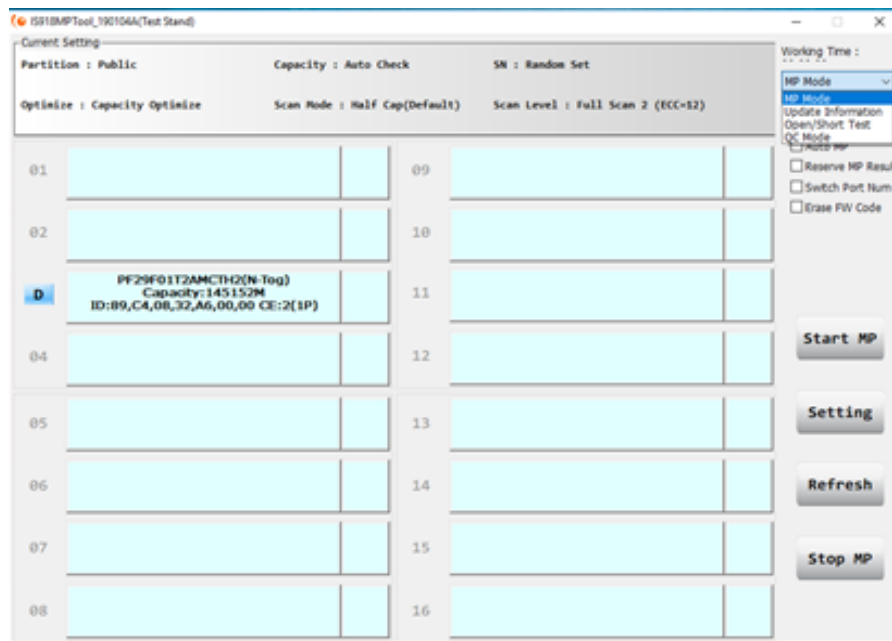 IS918MPTool_190104A(Test Stand)
Current Setting
Partition : Public Capacity : Auto Check SN : Random Set
Optimize : Capacity Optimize Scan Mode : Half Cap(Default) Scan Level : Full Scan 2 (ECC=12)
Working Time :
MP Mode
MP Mode
Update Information
Open/Short Test
QC Mode
Auto MP
Reserve MP Resul
Switch Port Num
Erase FW Code
01
02
D
PF29F01T2AMCTH2(N-Tog)
Capacity:145152M
ID:89,C4,08,32,A6,00,00 CE:2(1P)
04
05
06
07
08
09
10
11
12
13
14
15
16
Start MP
Setting
Refresh
Stop MP